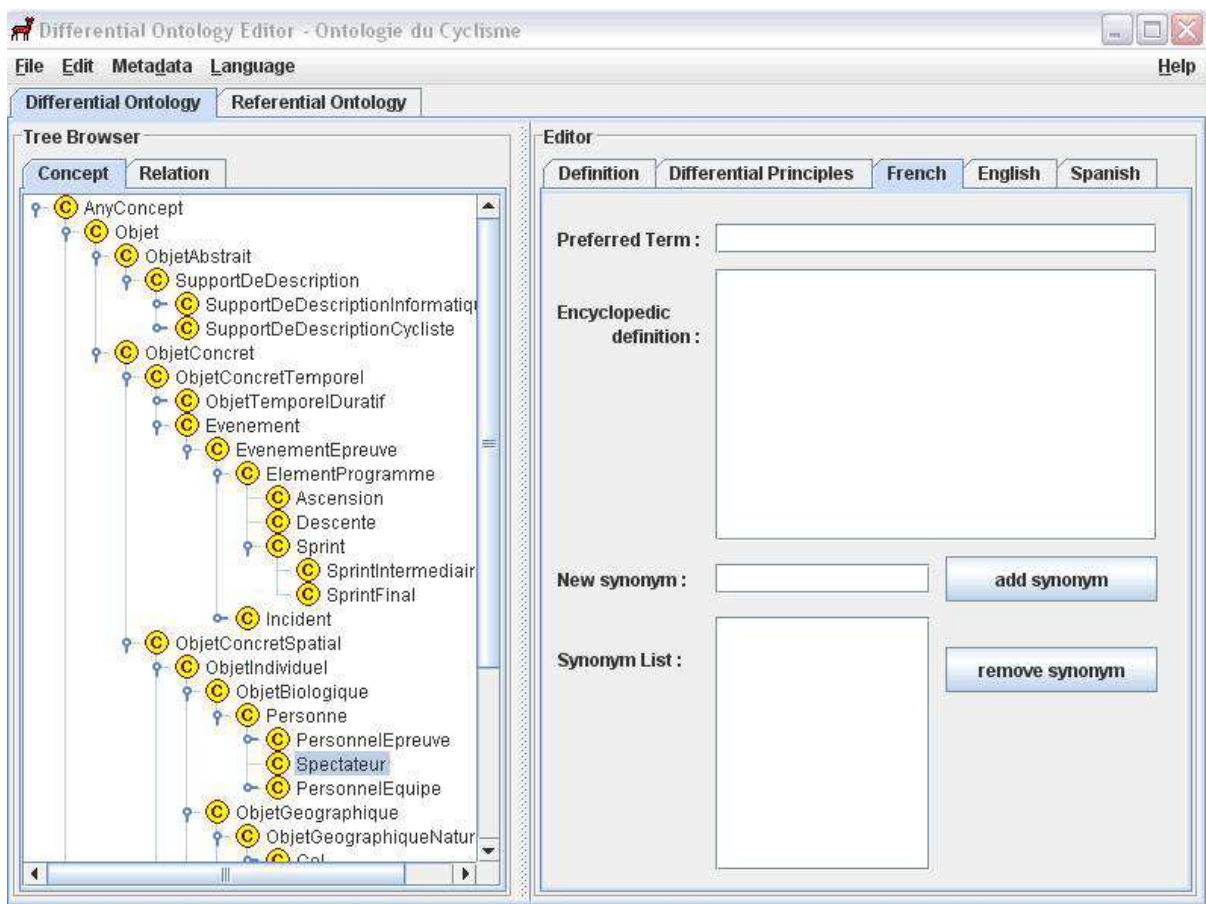 Differential Ontology Editor - Ontologie du Cyclisme
File Edit Metadata Language Help
Differential Ontology Referential Ontology
Tree Browser
Concept Relation
C AnyConcept
C Objet
C ObjetAbstrait
C SupportDeDescription
C SupportDeDescriptionInformatiqu
C SupportDeDescriptionCycliste
C ObjetConcret
C ObjetConcretTemporel
C ObjetTemporelDuratif
C Evenement
C EvenementEpreuve
C ElementProgramme
C Ascension
C Descente
C Sprint
C SprintIntermediair
C SprintFinal
C Incident
C ObjetConcretSpatial
C ObjetIndividuel
C ObjetBiologique
C Personne
C PersonnelEpreuve
C Spectateur
C PersonnelEquipe
C ObjetGeographique
C ObjetGeographiqueNatur
C Col
Editor
Definition Differential Principles French English Spanish
Preferred Term :
Encyclopedic
definition :
New synonym : add synonym
Synonym List : remove synonym